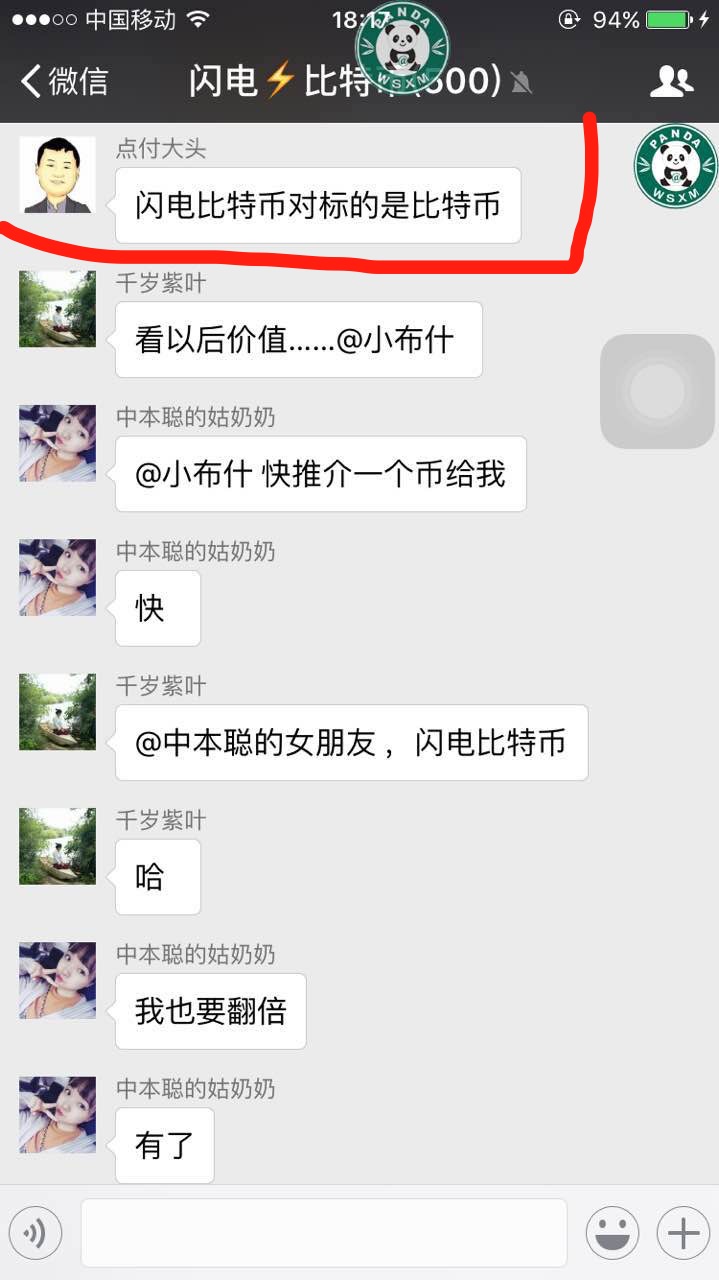 中国移动 18:17 94%
微信 闪电⚡比特币(500)
PANDA
WSXM
PANDA
WSXM
点付大头
闪电比特币对标的是比特币
千岁紫叶
看以后价值……@小布什
中本聪的姑奶奶
@小布什 快推介一个币给我
中本聪的姑奶奶
快
千岁紫叶
@中本聪的女朋友 ，闪电比特币
千岁紫叶
哈
中本聪的姑奶奶
我也要翻倍
中本聪的姑奶奶
有了